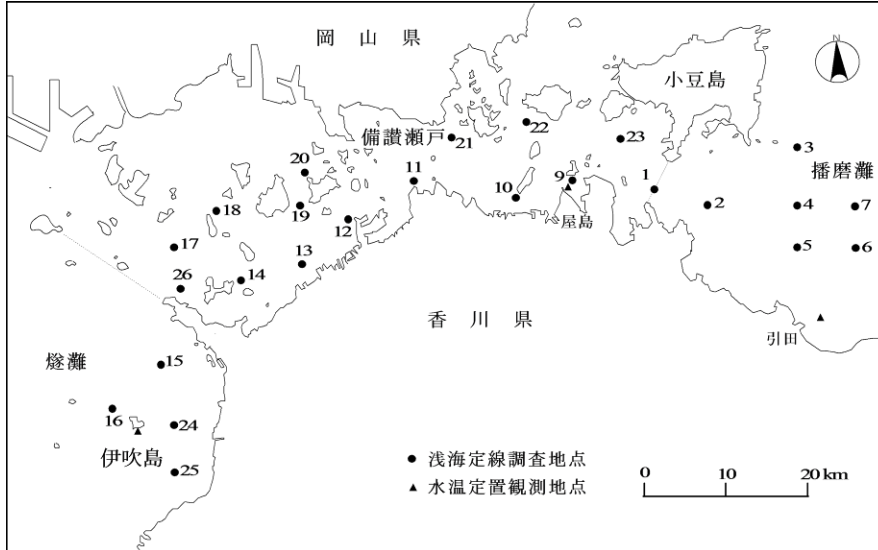 岡山県
小豆島
備讃瀬戸
播磨灘
屋島
引田
香川県
燧灘
伊吹島
1
2
3
4
5
6
7
9
10
11
12
13
14
15
16
17
18
19
20
21
22
23
24
25
26
● 浅海定線調査地点
▲ 水温定置観測地点
0 10 20 km